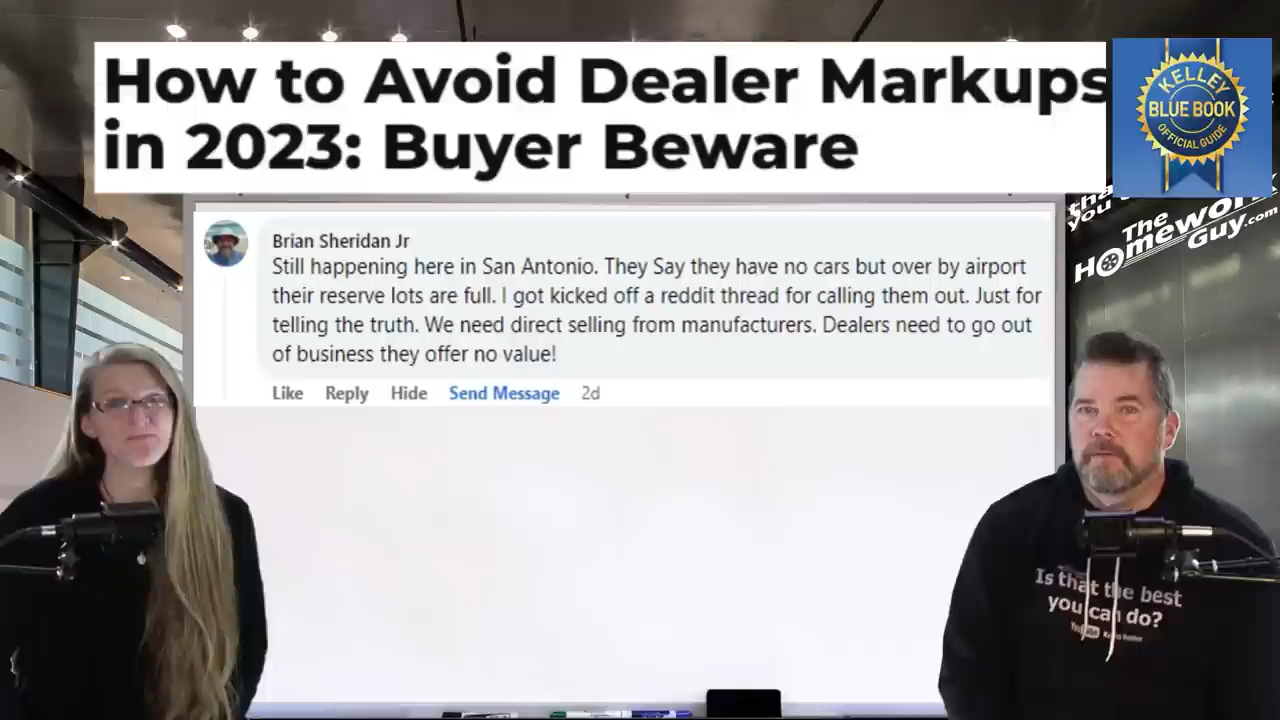 How to Avoid Dealer Markups
in 2023: Buyer Beware
KELLEY
BLUE BOOK
OFFICIAL GUIDE
you
The
Homework
Guy.com
Brian Sheridan Jr
Still happening here in San Antonio. They Say they have no cars but over by airport
their reserve lots are full. I got kicked off a reddit thread for calling them out. Just for
telling the truth. We need direct selling from manufacturers. Dealers need to go out
of business they offer no value!
Like Reply Hide Send Message 2d
Is that the best
you can do?
YouTube